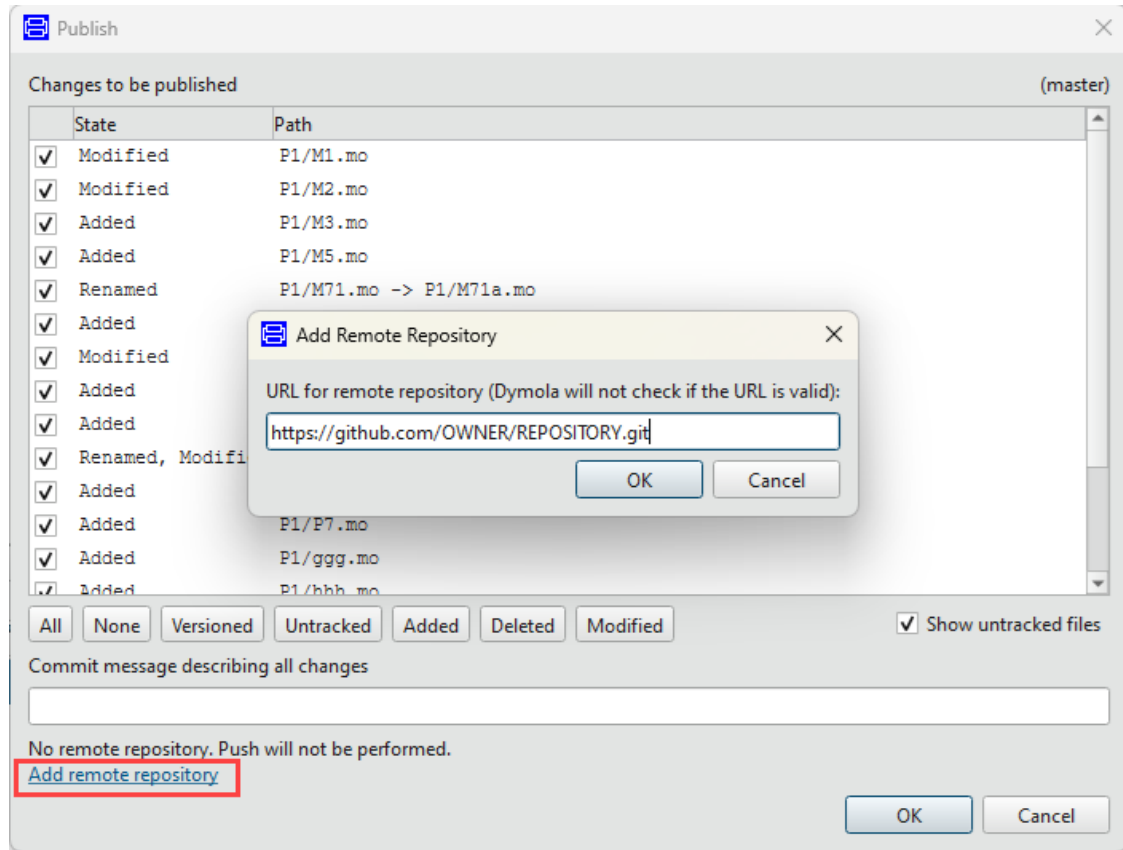 Publish
Changes to be published (master)
State Path
Modified P1/M1.mo
Modified P1/M2.mo
Added P1/M3.mo
Added P1/M5.mo
Renamed P1/M71.mo -> P1/M71a.mo
Added
Modified
Added
Added
Renamed, Modifi
Added
Added P1/P7.mo
Added P1/ggg.mo
Added P1/hhh.mo
Add Remote Repository
URL for remote repository (Dymola will not check if the URL is valid):
https://github.com/OWNER/REPOSITORY.git
OK Cancel
All None Versioned Untracked Added Deleted Modified Show untracked files
Commit message describing all changes
No remote repository. Push will not be performed.
Add remote repository
OK Cancel